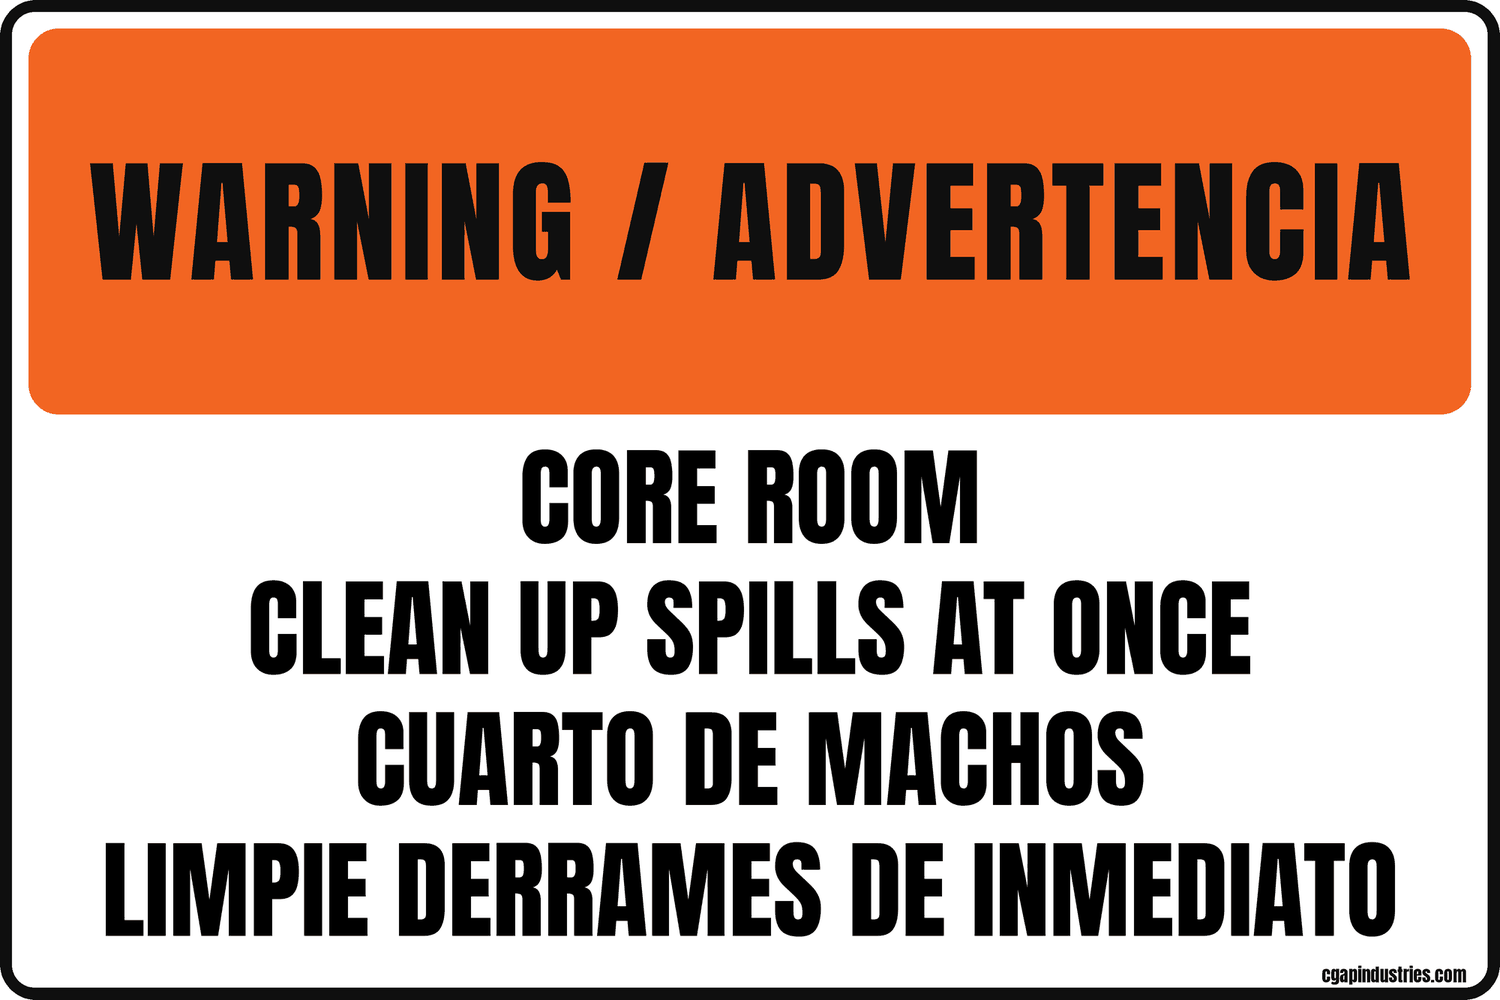 WARNING / ADVERTENCIA
CORE ROOM
CLEAN UP SPILLS AT ONCE
CUARTO DE MACHOS
LIMPIE DERRAMES DE INMEDIATO
cgapindustries.com